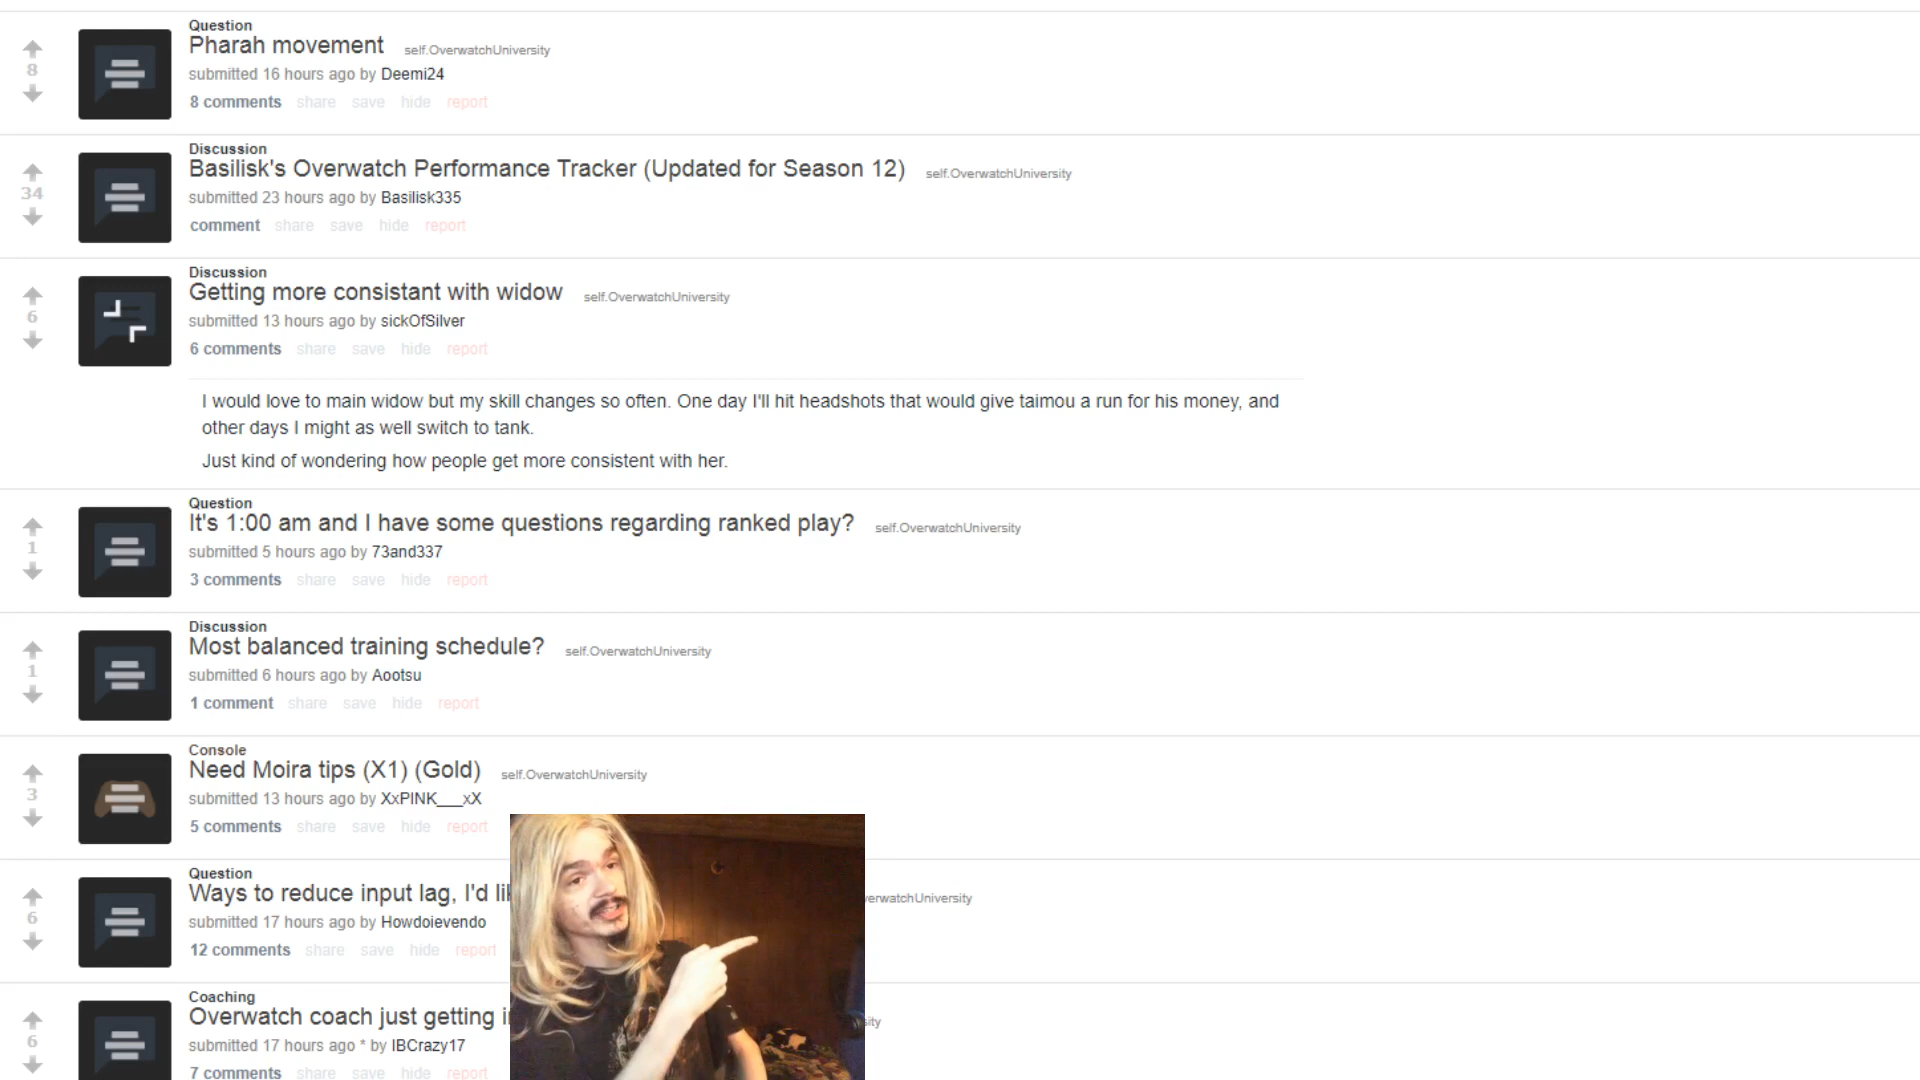 Question
Pharah movement self.OverwatchUniversity
8
submitted 16 hours ago by Deemi24
8 comments share save hide report
Discussion
Basilisk's Overwatch Performance Tracker (Updated for Season 12) self.OverwatchUniversity
34
submitted 23 hours ago by Basilisk335
comment share save hide report
Discussion
Getting more consistant with widow self.OverwatchUniversity
6
submitted 13 hours ago by sickOfSilver
6 comments share save hide report
I would love to main widow but my skill changes so often. One day I'll hit headshots that would give taimou a run for his money, and
other days I might as well switch to tank.
Just kind of wondering how people get more consistent with her.
Question
It's 1:00 am and I have some questions regarding ranked play? self.OverwatchUniversity
1
submitted 5 hours ago by 73and337
3 comments share save hide report
Discussion
Most balanced training schedule? self.OverwatchUniversity
1
submitted 6 hours ago by Aootsu
1 comment share save hide report
Console
Need Moira tips (X1) (Gold) self.OverwatchUniversity
3
submitted 13 hours ago by XxPINK___xX
5 comments share save hide report
Question
Ways to reduce input lag, I'd
6
submitted 17 hours ago by Howdoievendo
12 comments share save hide report
Coaching
Overwatch coach just getting
6
submitted 17 hours ago * by IBCrazy17
7 comments share save hide report